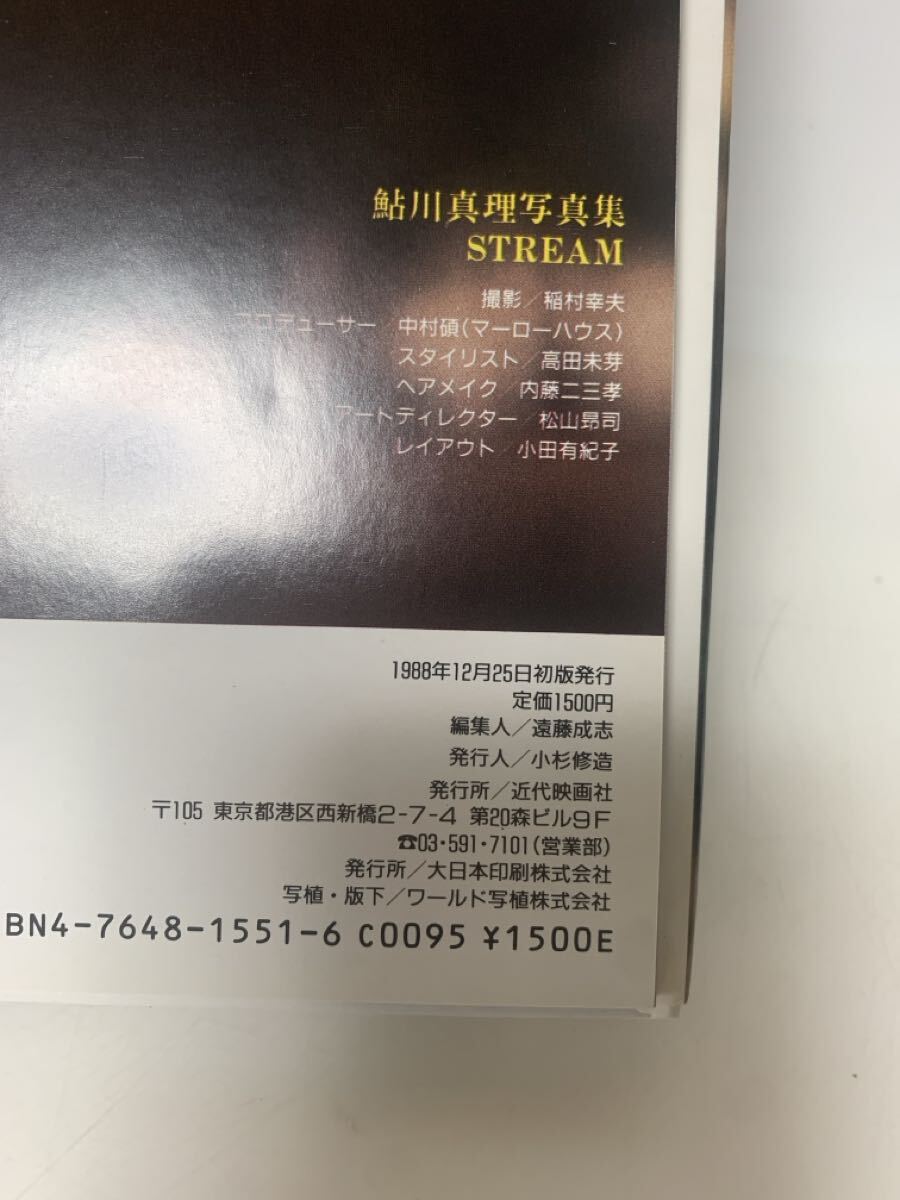 鮎川真理写真集
STREAM
撮影／稲村幸夫
プロデューサー／中村碩(マーローハウス)
スタイリスト／高田未芽
ヘアメイク／内藤二三孝
アートディレクター／松山昻司
レイアウト／小田有紀子
1988年12月25日初版発行
定価1500円
編集人／遠藤成志
発行人／小杉修造
発行所／近代映画社
〒105 東京都港区西新橋2-7-4 第20森ビル9F
☎03・591・7101(営業部)
発行所／大日本印刷株式会社
写植・版下／ワールド写植株式会社
BN4-7648-1551-6 C0095 ¥1500E